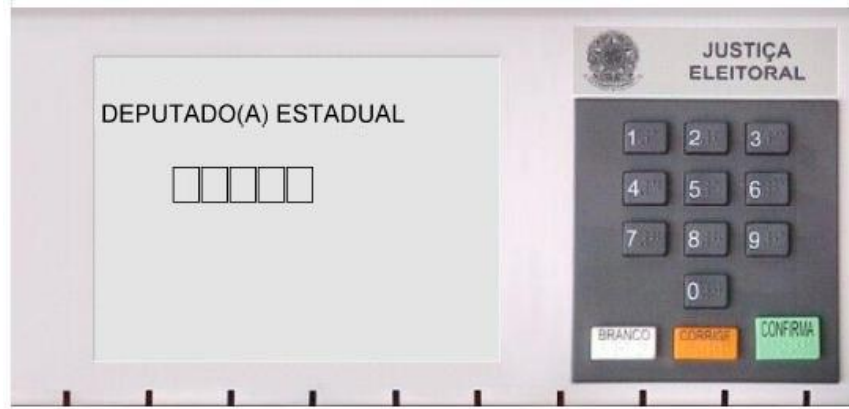 JUSTIÇA
ELEITORAL
DEPUTADO(A) ESTADUAL
1 2 3
4 5 6
7 8 9
0
BRANCO CORRIGE CONFIRMA